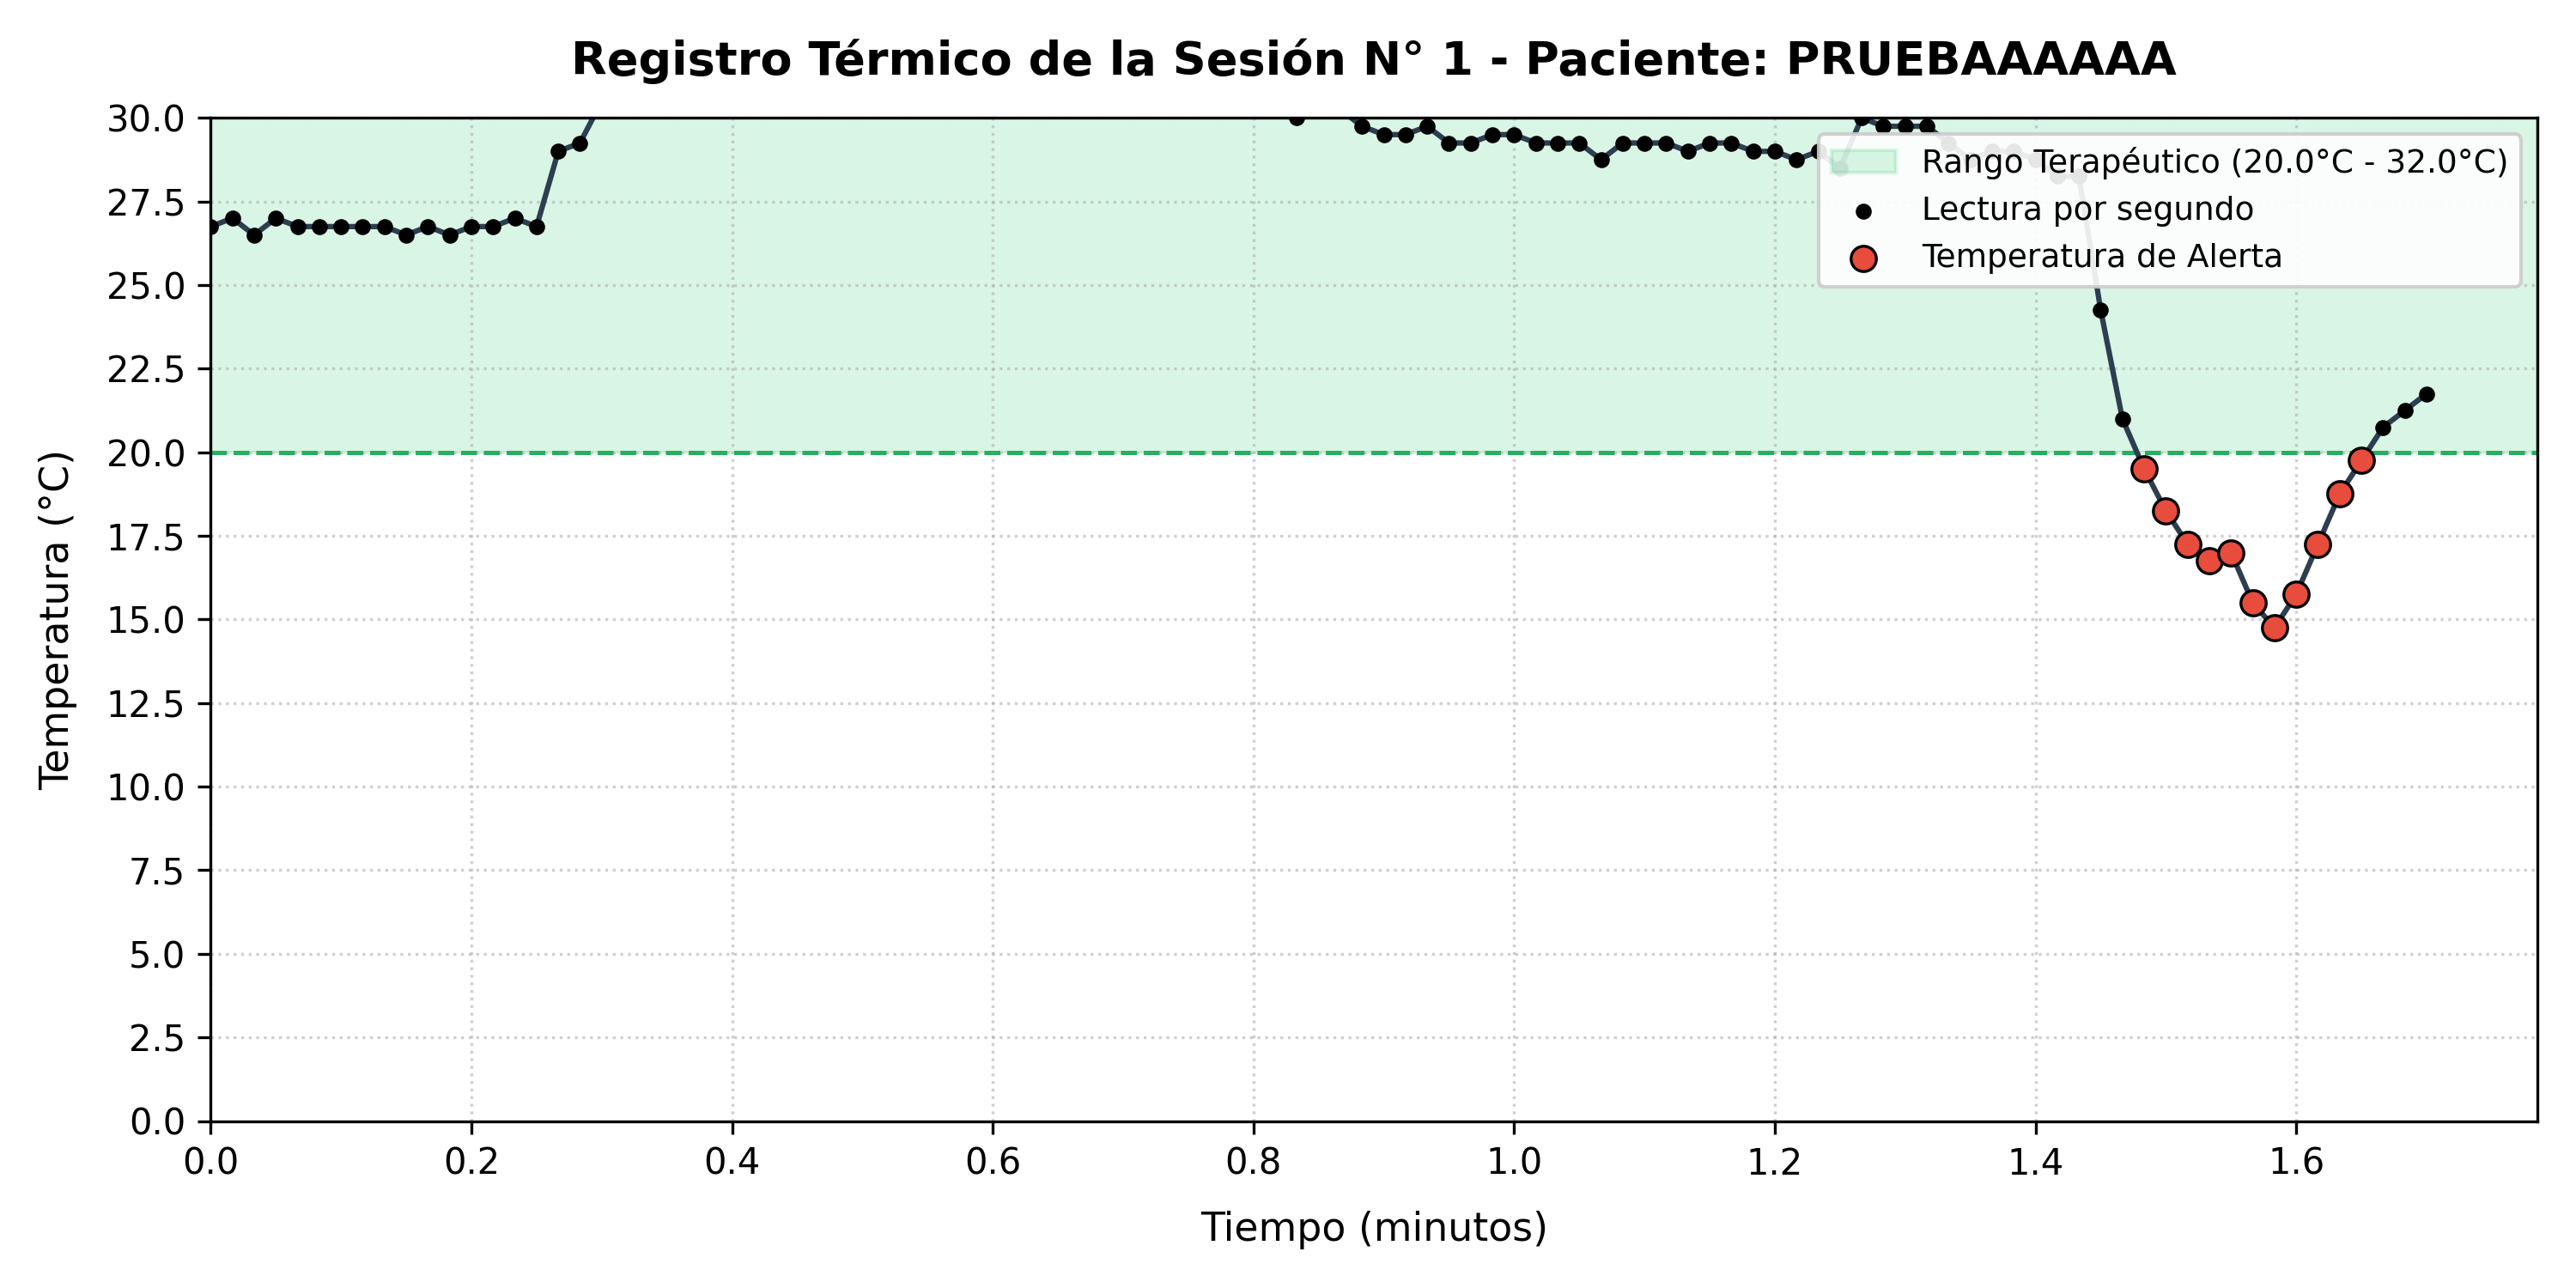 Registro Térmico de la Sesión N° 1 - Paciente: PRUEBAAAAAA
30.0
27.5
25.0
22.5
20.0
17.5
15.0
12.5
10.0
7.5
5.0
2.5
0.0
Temperatura (°C)
Rango Terapéutico (20.0°C - 32.0°C)
Lectura por segundo
Temperatura de Alerta
0.0 0.2 0.4 0.6 0.8 1.0 1.2 1.4 1.6
Tiempo (minutos)